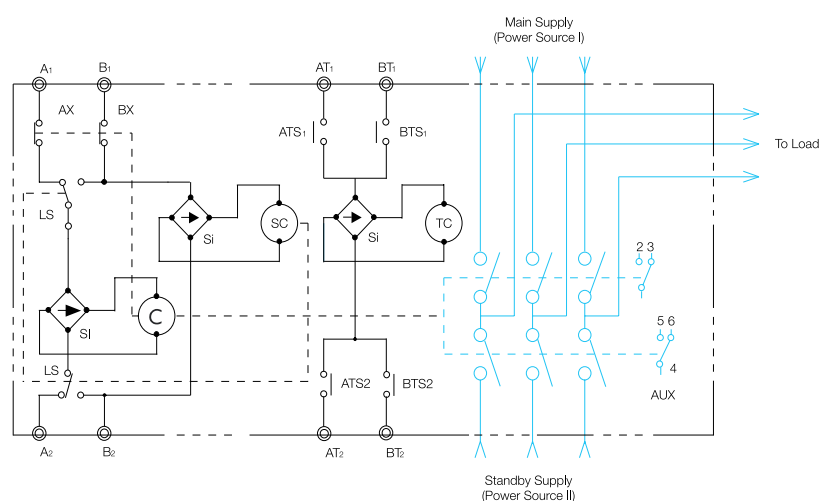 Main Supply
(Power Source I)
A1
B1
AT1
BT1
AX
BX
ATS1
BTS1
To Load
LS
Si
SC
Si
TC
2 3
SI
C
5 6
4
LS
ATS2
BTS2
AUX
A2
B2
AT2
BT2
Standby Supply
(Power Source II)